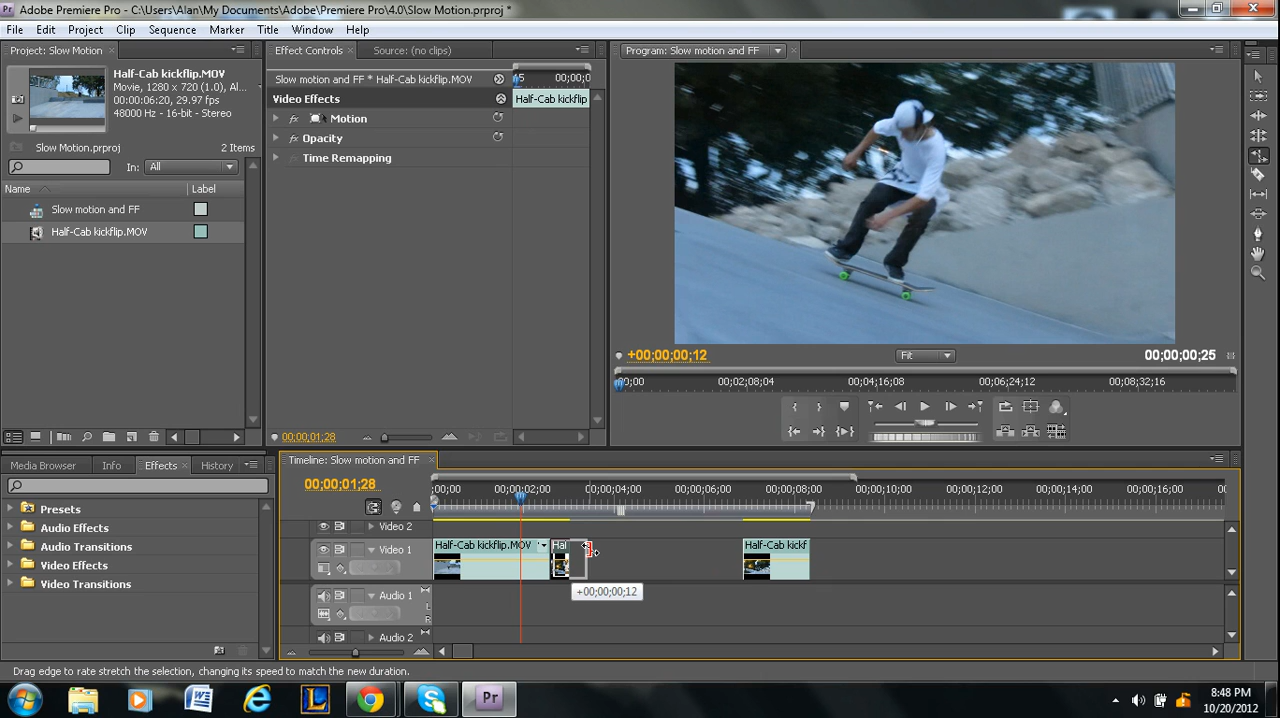 Adobe Premiere Pro - C:\Users\Alan\My Documents\Adobe\Premiere Pro\4.0\Slow Motion.prproj *
File Edit Project Clip Sequence Marker Title Window Help
Project: Slow Motion
Effect Controls
Source: (no clips)
Program: Slow motion and FF
Half-Cab kickflip.MOV
Movie, 1280 x 720 (1.0), Al...
00:00:06:20, 29.97 fps
48000 Hz - 16-bit - Stereo
Slow Motion.prproj
2 Items
In: All
Name
Label
Slow motion and FF
Half-Cab kickflip.MOV
Slow motion and FF * Half-Cab kickflip.MOV
00;00;0
Video Effects
Half-Cab kickflip
Motion
Opacity
Time Remapping
00;00;01;28
+00;00;00;12
Fit
00;00;00;25
00;00
00;02;08;04
00;04;16;08
00;06;24;12
00;08;32;16
Media Browser
Info
Effects
History
Presets
Audio Effects
Audio Transitions
Video Effects
Video Transitions
Timeline: Slow motion and FF
00;00;01;28
;00;00
00;00;02;00
00;00;04;00
00;00;06;00
00;00;08;00
00;00;10;00
00;00;12;00
00;00;14;00
00;00;16;00
Video 2
Video 1
Half-Cab kickflip.MOV
Hal
Half-Cab kickf
+00;00;00;12
Audio 1
L
R
Audio 2
Drag edge to rate stretch the selection, changing its speed to match the new duration.
Pr
8:48 PM
10/20/2012